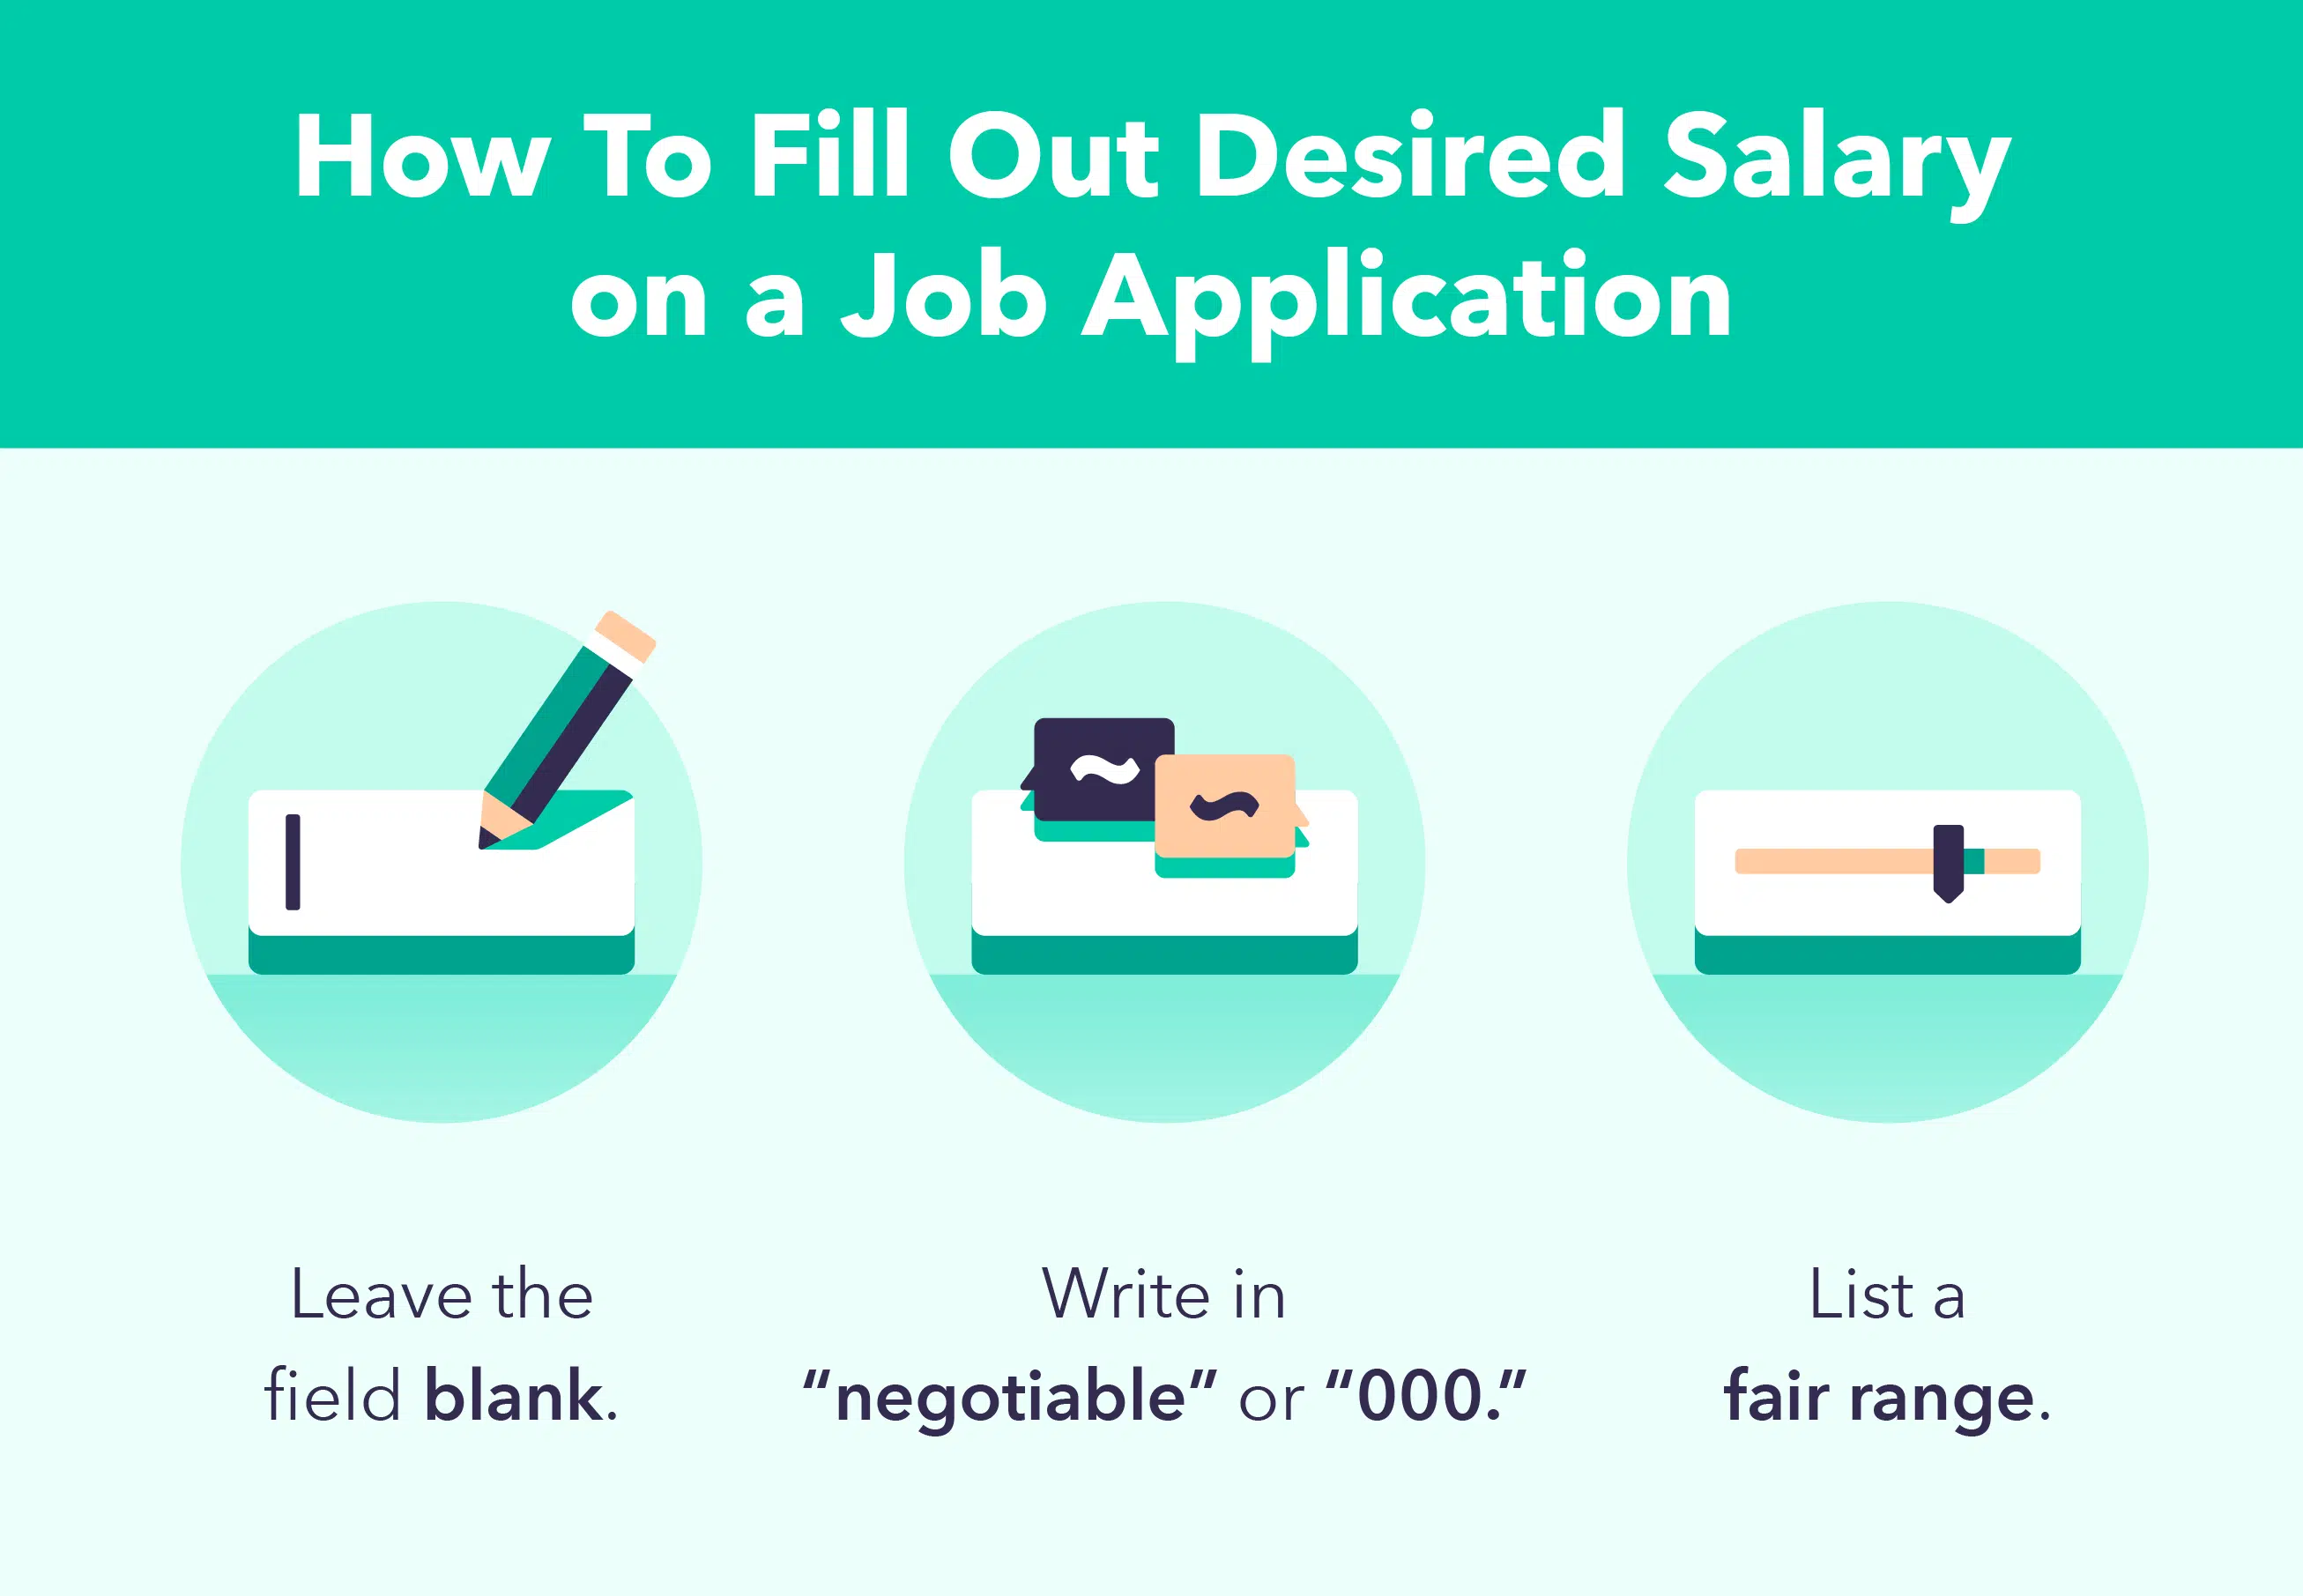 How To Fill Out Desired Salary
on a Job Application
Leave the
field blank.
Write in
“negotiable” or “000.”
List a
fair range.